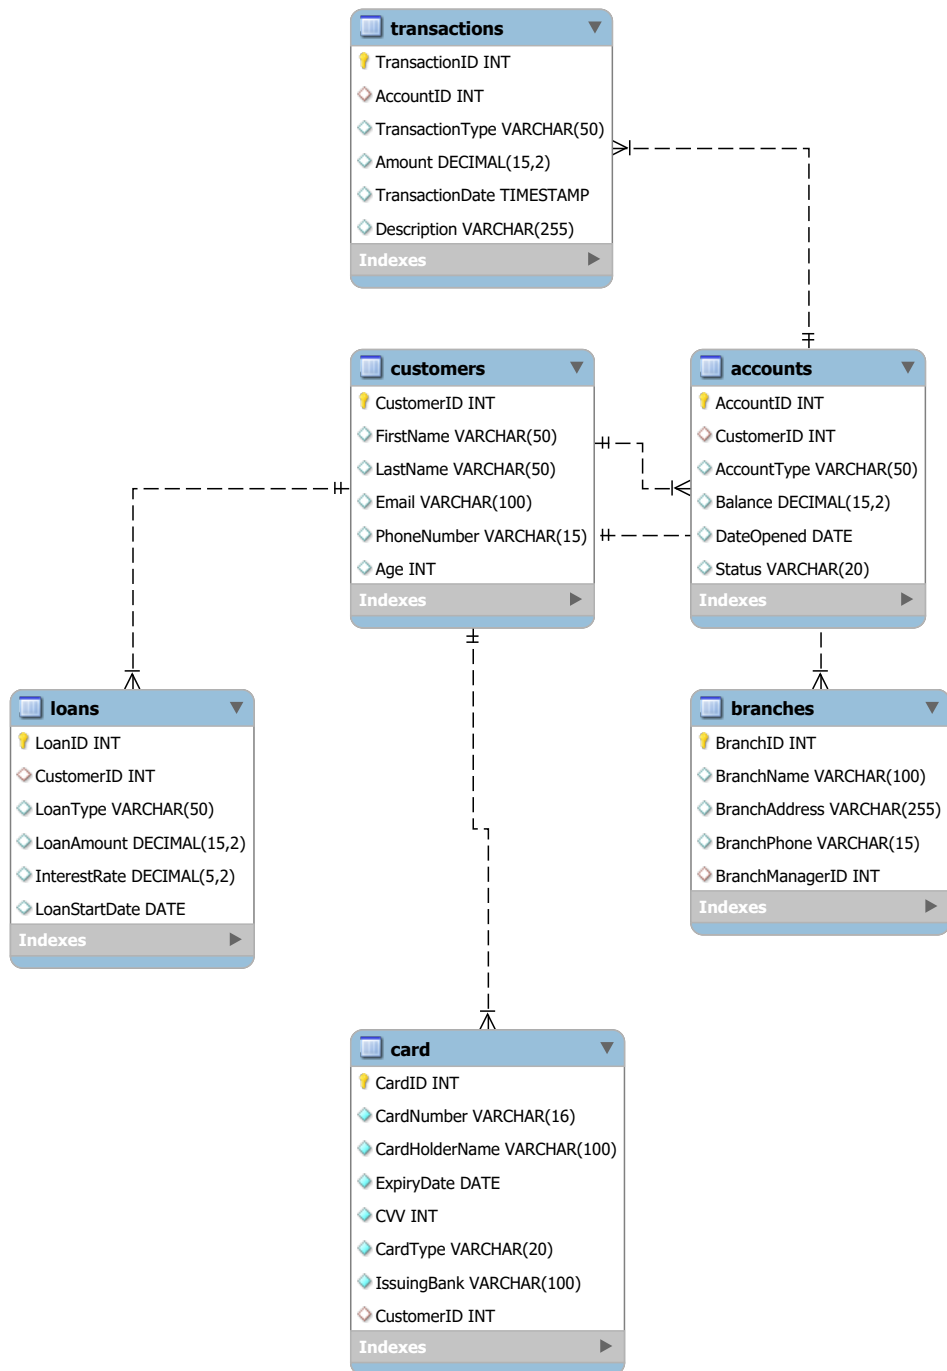 transactions
TransactionID INT
AccountID INT
TransactionType VARCHAR(50)
Amount DECIMAL(15,2)
TransactionDate TIMESTAMP
Description VARCHAR(255)
Indexes
customers
CustomerID INT
FirstName VARCHAR(50)
LastName VARCHAR(50)
Email VARCHAR(100)
PhoneNumber VARCHAR(15)
Age INT
Indexes
accounts
AccountID INT
CustomerID INT
AccountType VARCHAR(50)
Balance DECIMAL(15,2)
DateOpened DATE
Status VARCHAR(20)
Indexes
loans
LoanID INT
CustomerID INT
LoanType VARCHAR(50)
LoanAmount DECIMAL(15,2)
InterestRate DECIMAL(5,2)
LoanStartDate DATE
Indexes
branches
BranchID INT
BranchName VARCHAR(100)
BranchAddress VARCHAR(255)
BranchPhone VARCHAR(15)
BranchManagerID INT
Indexes
card
CardID INT
CardNumber VARCHAR(16)
CardHolderName VARCHAR(100)
ExpiryDate DATE
CVV INT
CardType VARCHAR(20)
IssuingBank VARCHAR(100)
CustomerID INT
Indexes